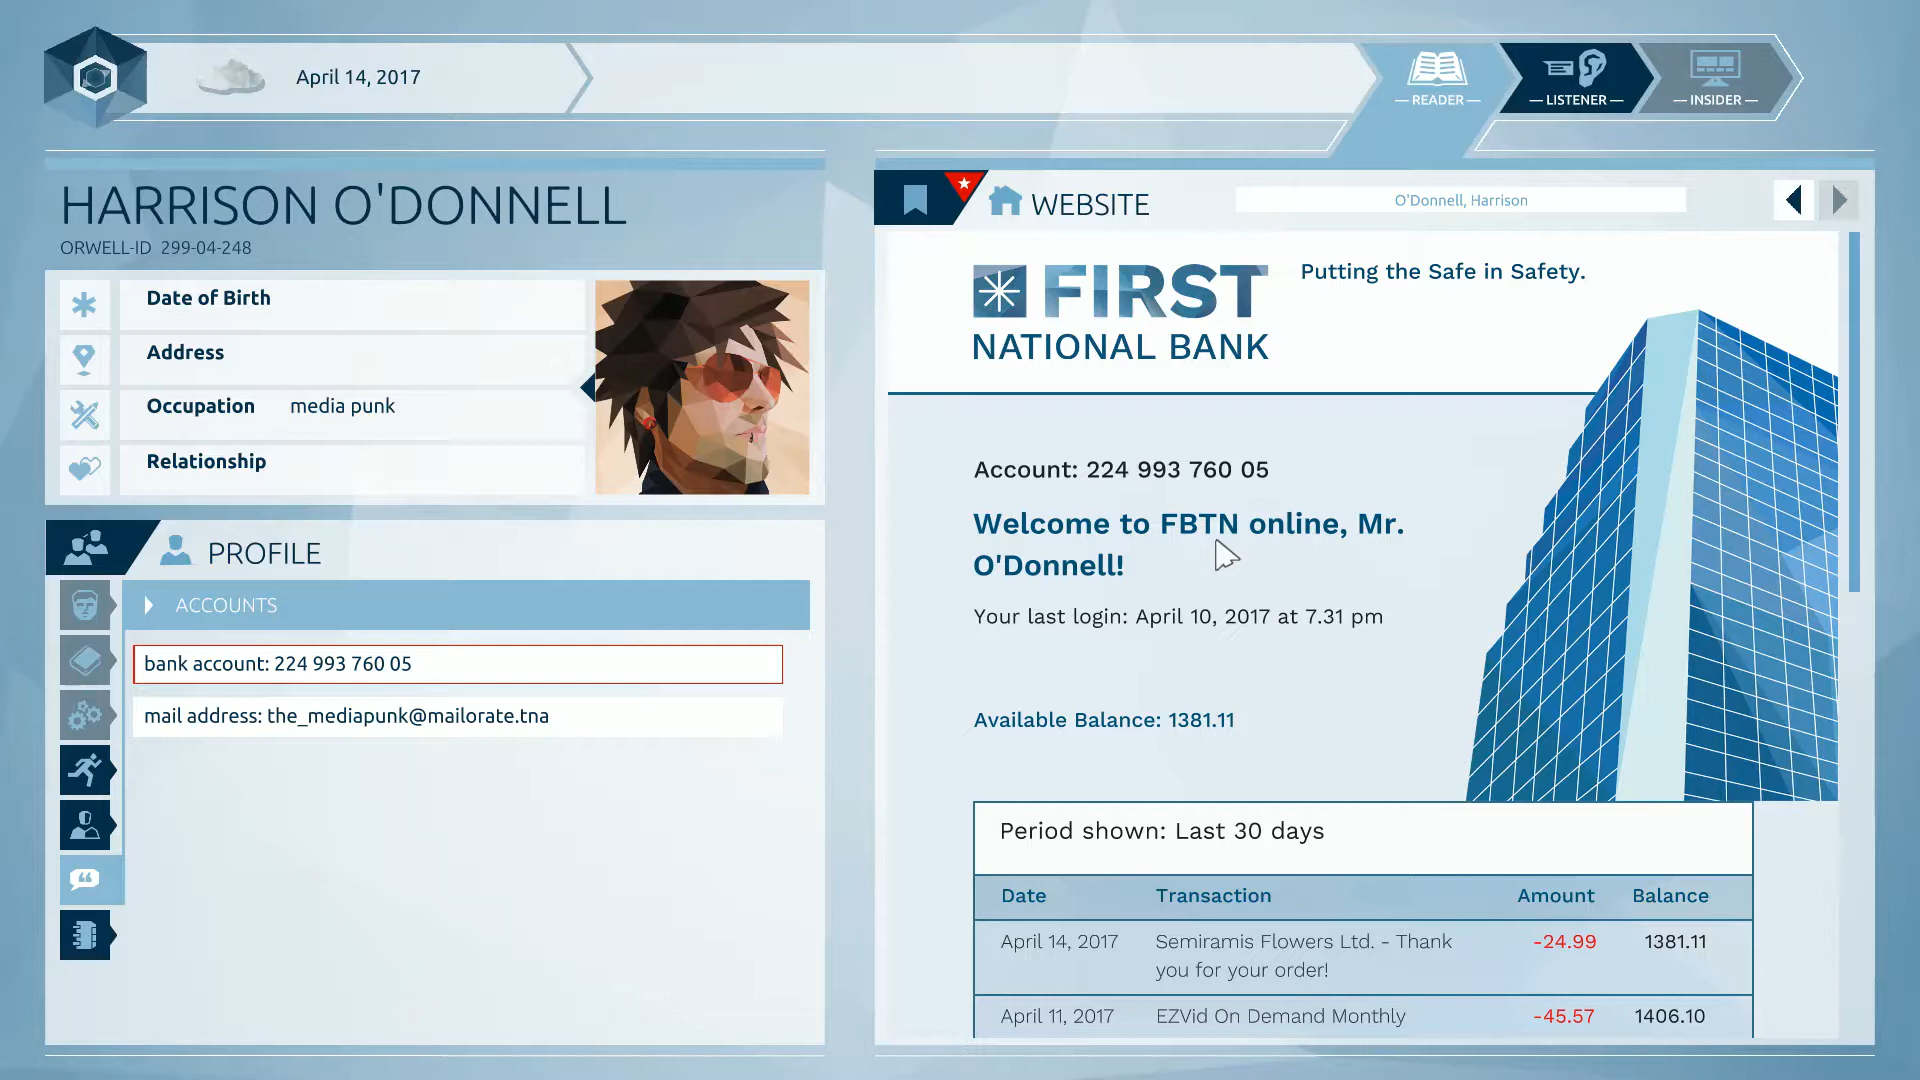 April 14, 2017
— READER —
— LISTENER —
— INSIDER —
HARRISON O'DONNELL
ORWELL-ID 299-04-248
Date of Birth
Address
Occupation media punk
Relationship
PROFILE
ACCOUNTS
bank account: 224 993 760 05
mail address: the_mediapunk@mailorate.tna
WEBSITE
O'Donnell, Harrison
FIRST
NATIONAL BANK
Putting the Safe in Safety.
Account: 224 993 760 05
Welcome to FBTN online, Mr.
O'Donnell!
Your last login: April 10, 2017 at 7.31 pm
Available Balance: 1381.11
Period shown: Last 30 days
Date Transaction Amount Balance
April 14, 2017 Semiramis Flowers Ltd. - Thank -24.99 1381.11
you for your order!
April 11, 2017 EZVid On Demand Monthly -45.57 1406.10